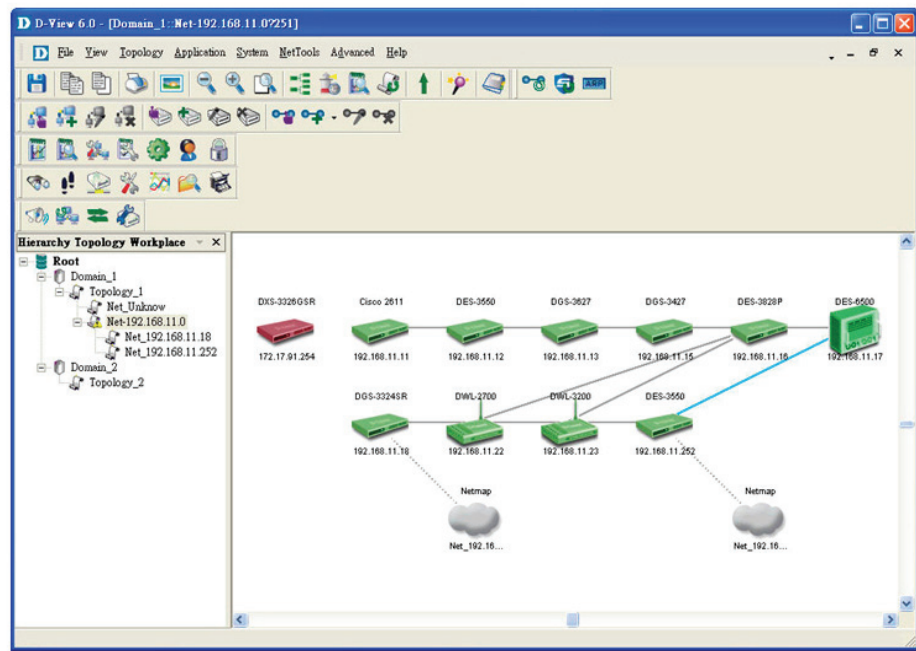 D-View 6.0 - [Domain_1::Net-192.168.11.0?251]
File View Topology Application System NetTools Advanced Help
ARP
Hierarchy Topology Workplace
Root
Domain_1
Topology_1
Net_Unknow
Net-192.168.11.0
Net_192.168.11.18
Net_192.168.11.252
Domain_2
Topology_2
DXS-3326GSR Cisco 2611 DES-3550 DGS-3627 DGS-3427 DES-3828P DES-6500
172.17.91.254 192.168.11.11 192.168.11.12 192.168.11.13 192.168.11.15 192.168.11.16 192.168.11.17
DGS-3324SR DWL-2700 DWL-3200 DES-3550
192.168.11.18 192.168.11.22 192.168.11.23 192.168.11.252
Netmap Netmap
Net_192.16... Net_192.16...